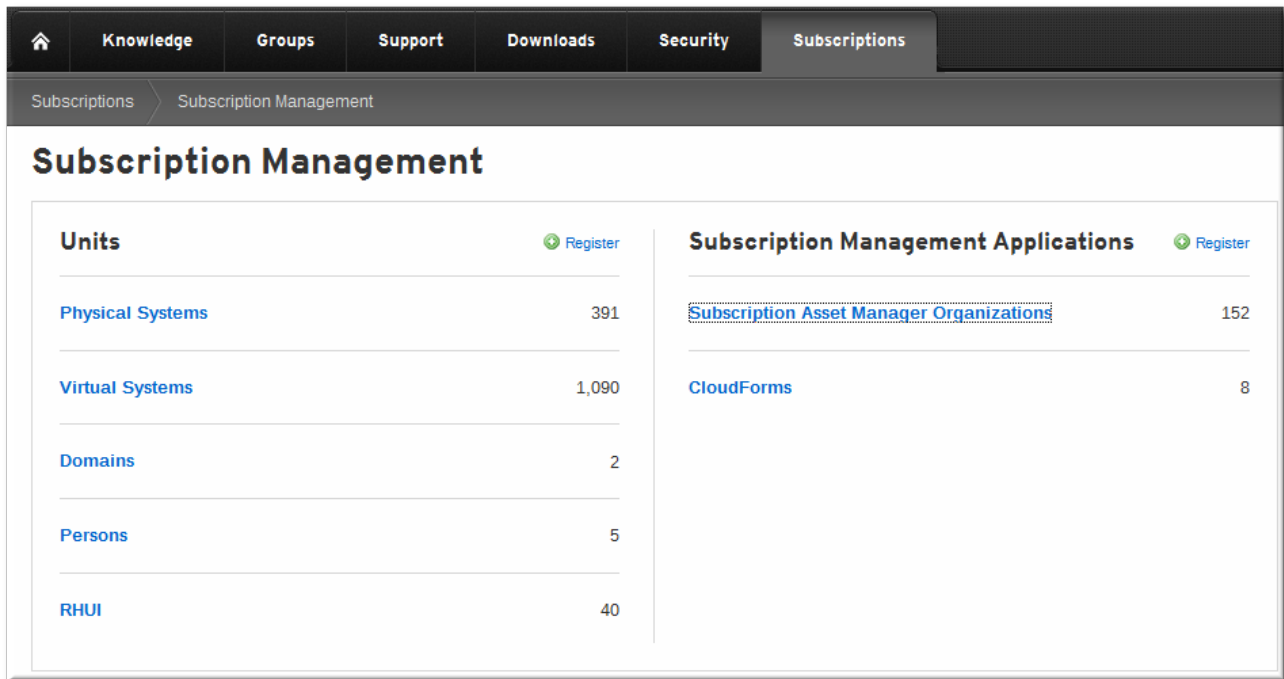 Knowledge Groups Support Downloads Security Subscriptions
Subscriptions Subscription Management
Subscription Management
Units Register
Physical Systems 391
Virtual Systems 1,090
Domains 2
Persons 5
RHUI 40
Subscription Management Applications Register
Subscription Asset Manager Organizations 152
CloudForms 8